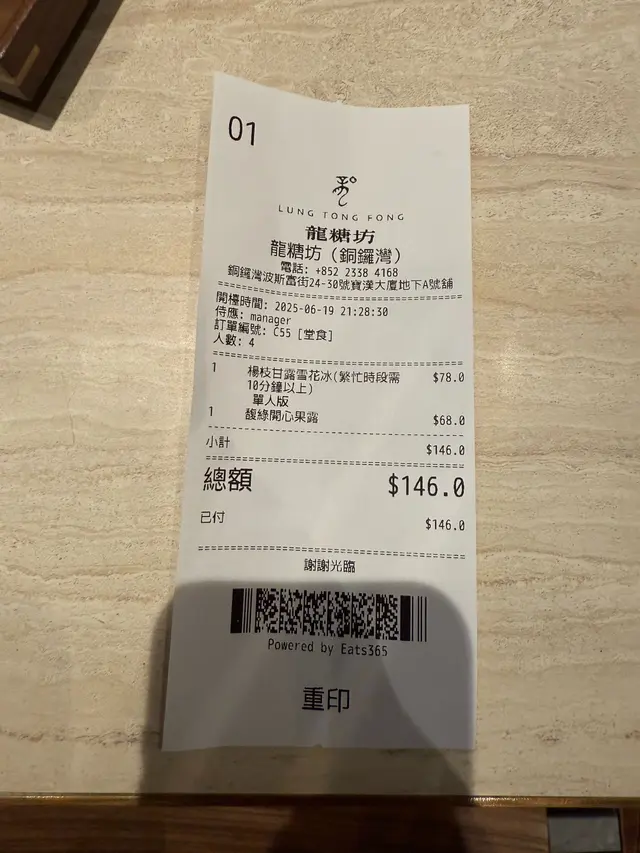 01
LUNG TONG FONG
龍糖坊
龍糖坊（銅鑼灣）
電話: +852 2338 4168
銅鑼灣波斯富街24-30號寶漢大廈地下A號舖
開檯時間: 2025-06-19 21:28:30
侍應: manager
訂單編號: C55 [堂食]
人數: 4
1 楊枝甘露雪花冰(繁忙時段需 $78.0
10分鐘以上)
單人版
1 馥綠開心果露 $68.0
小計 $146.0
總額 $146.0
已付 $146.0
謝謝光臨
Powered by Eats365
重印